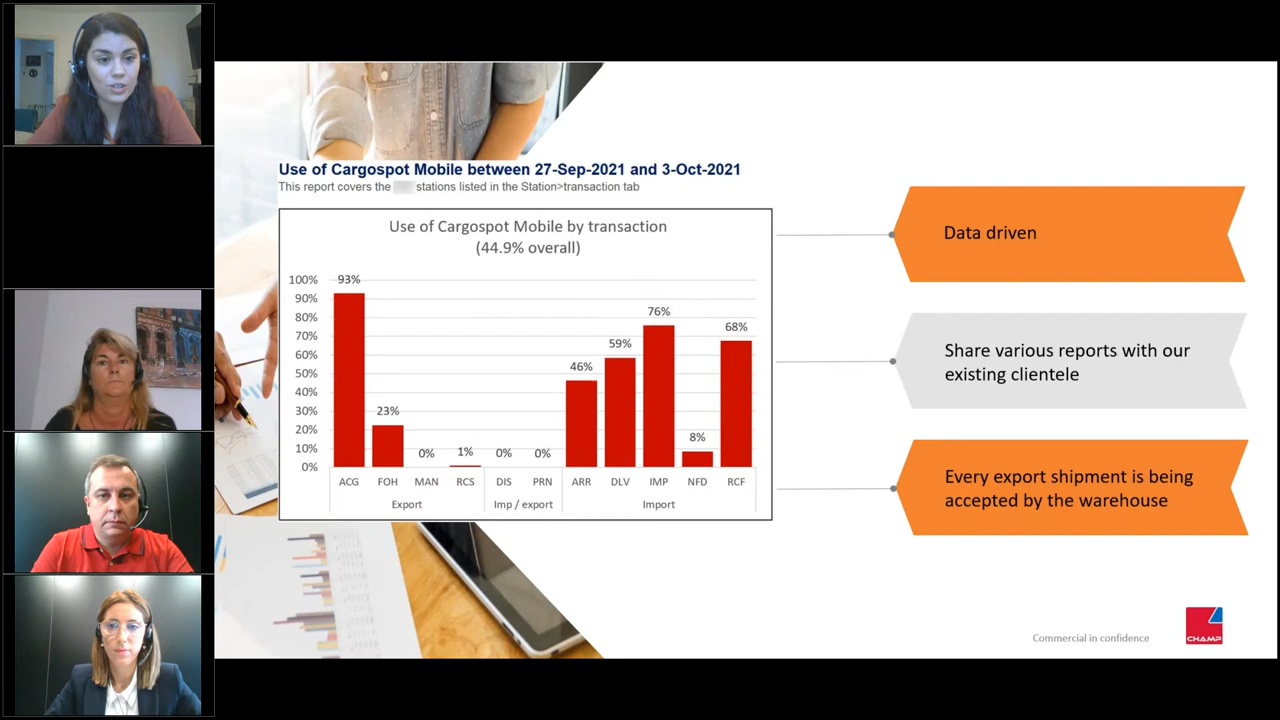 Use of Cargospot Mobile between 27-Sep-2021 and 3-Oct-2021
This report covers the stations listed in the Station>transaction tab
Use of Cargospot Mobile by transaction
(44.9% overall)
100%
90%
80%
70%
60%
50%
40%
30%
20%
10%
0%
93%
23%
0%
1%
0%
0%
46%
59%
76%
8%
68%
ACG FOH MAN RCS DIS PRN ARR DLV IMP NFD RCF
Export Imp / export Import
Data driven
Share various reports with our
existing clientele
Every export shipment is being
accepted by the warehouse
Commercial in confidence
CHAMP